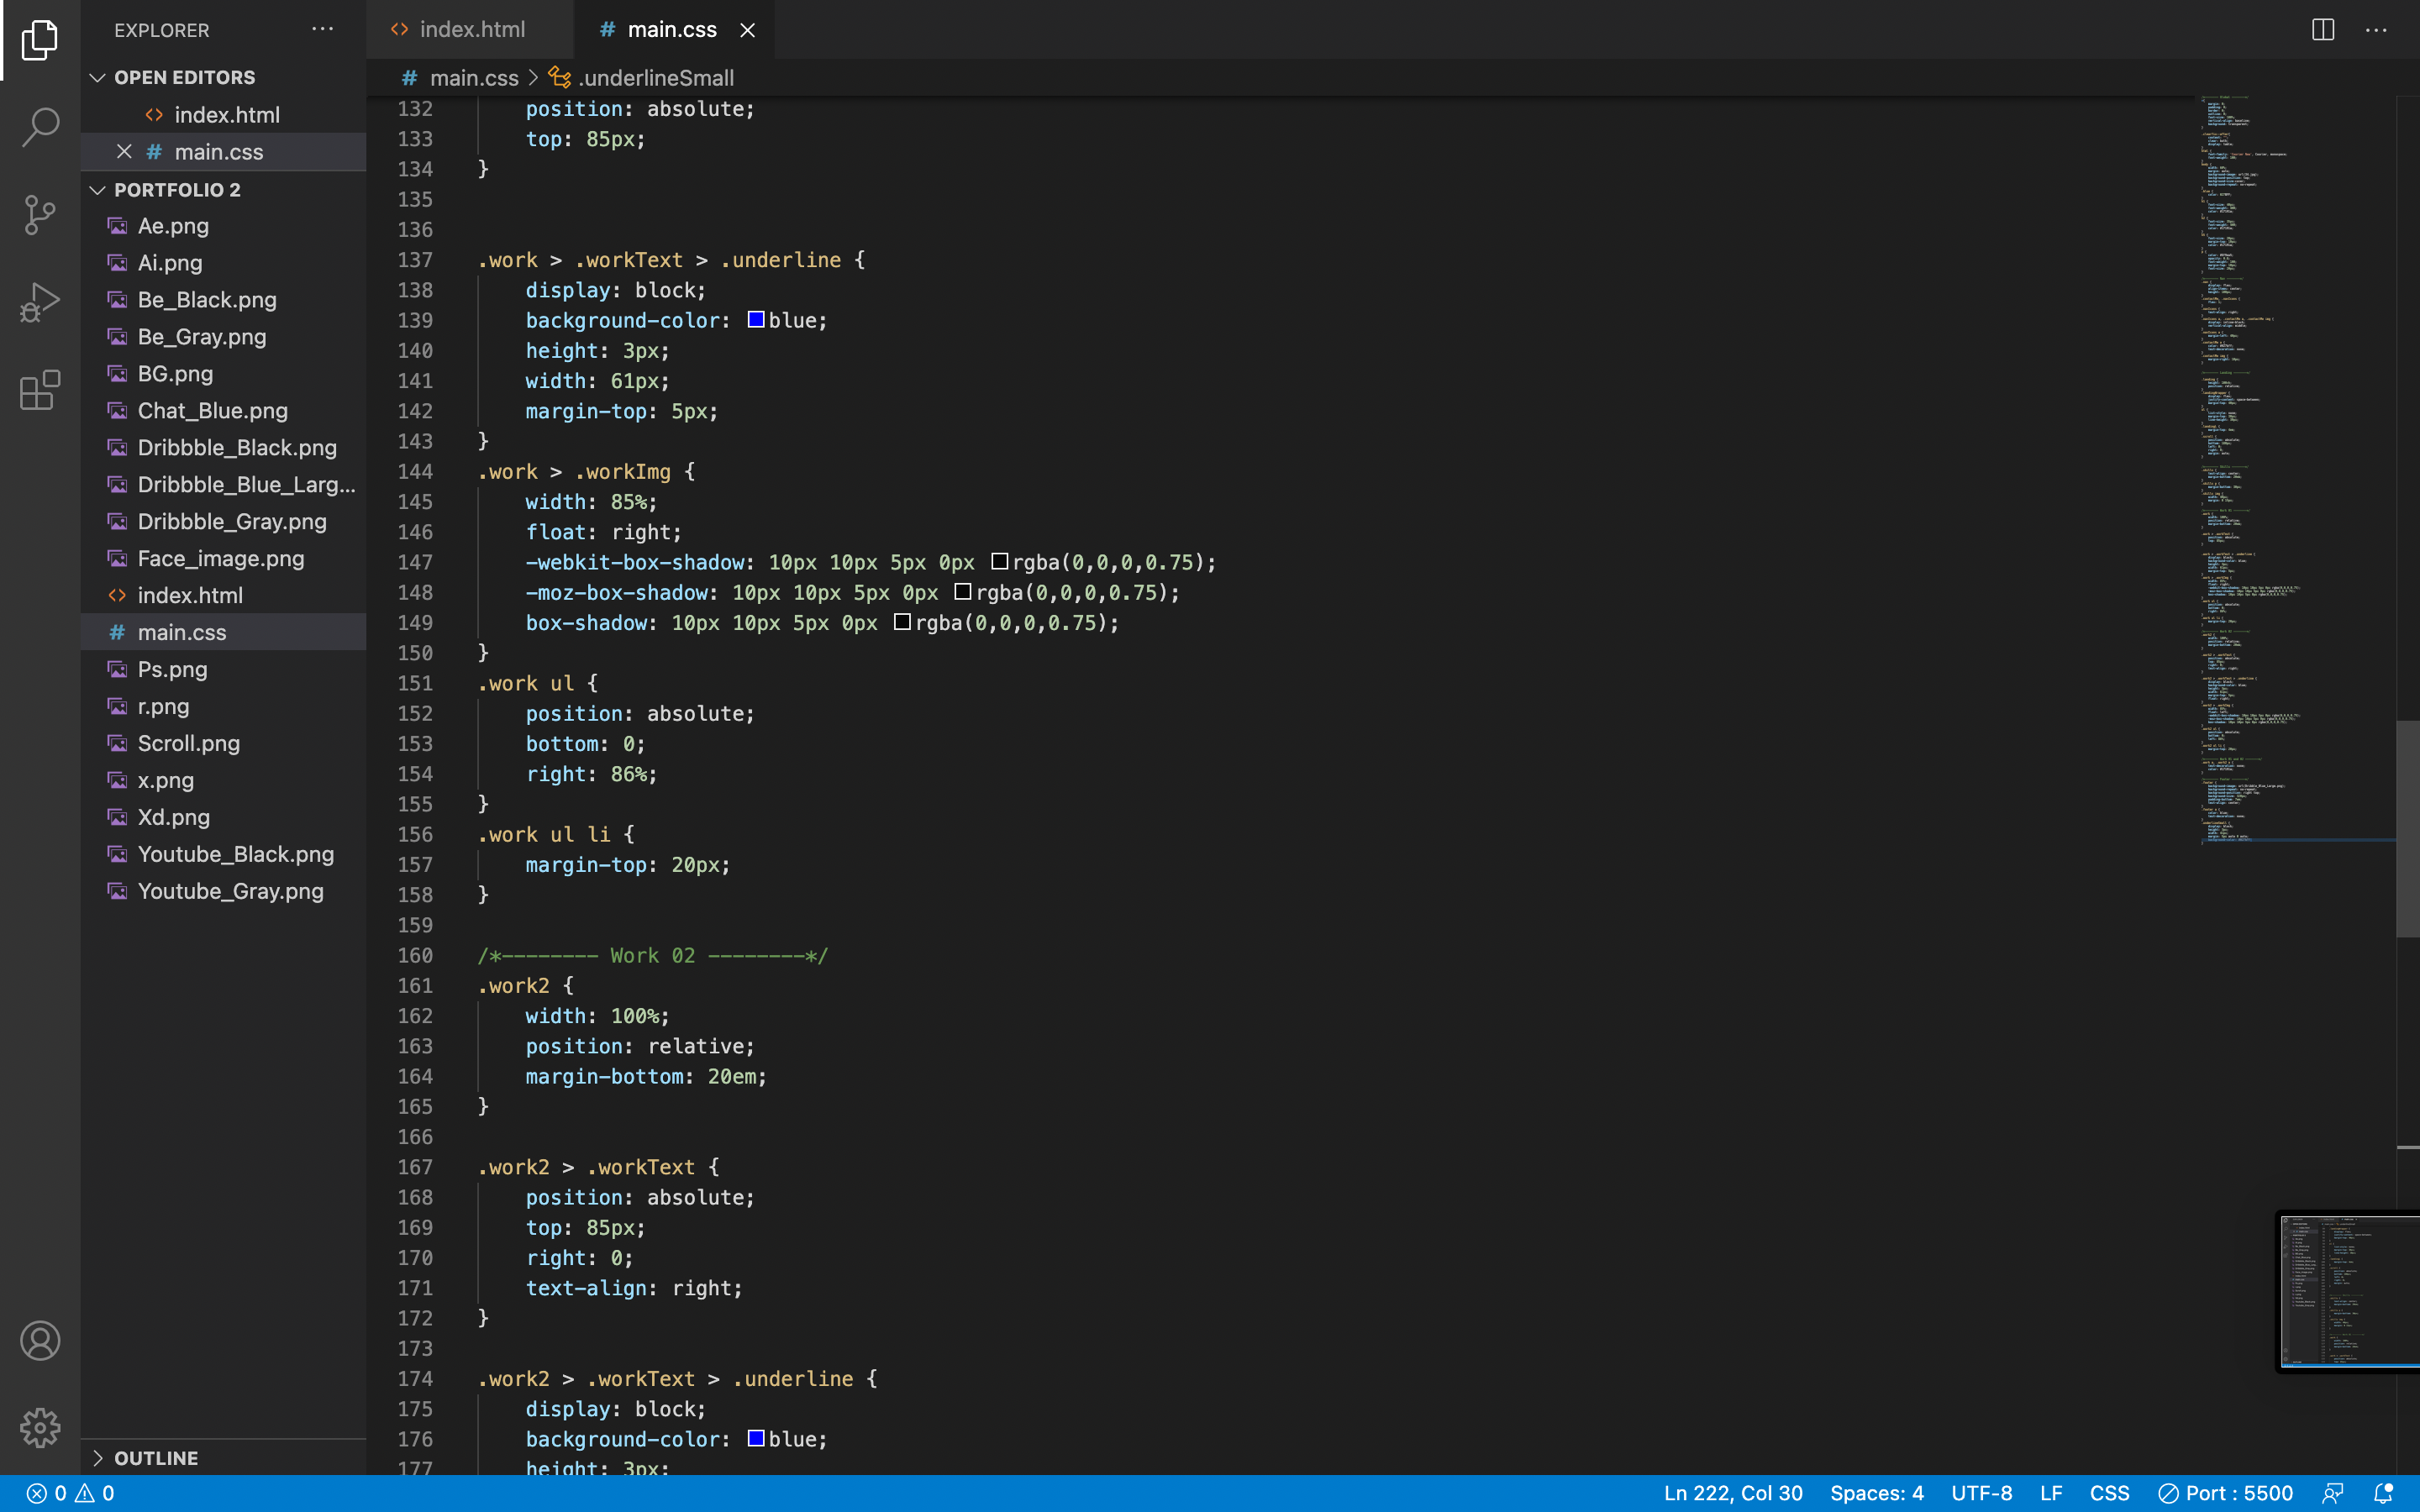 EXPLORER
OPEN EDITORS
index.html
main.css
PORTFOLIO 2
Ae.png
Ai.png
Be_Black.png
Be_Gray.png
BG.png
Chat_Blue.png
Dribbble_Black.png
Dribbble_Blue_Larg...
Dribbble_Gray.png
Face_image.png
index.html
main.css
Ps.png
r.png
Scroll.png
x.png
Xd.png
Youtube_Black.png
Youtube_Gray.png
OUTLINE
index.html
main.css
main.css > .underlineSmall
132 position: absolute;
133 top: 85px;
134 }
135
136
137 .work > .workText > .underline {
138 display: block;
139 background-color: blue;
140 height: 3px;
141 width: 61px;
142 margin-top: 5px;
143 }
144 .work > .workImg {
145 width: 85%;
146 float: right;
147 -webkit-box-shadow: 10px 10px 5px 0px rgba(0,0,0,0.75);
148 -moz-box-shadow: 10px 10px 5px 0px rgba(0,0,0,0.75);
149 box-shadow: 10px 10px 5px 0px rgba(0,0,0,0.75);
150 }
151 .work ul {
152 position: absolute;
153 bottom: 0;
154 right: 86%;
155 }
156 .work ul li {
157 margin-top: 20px;
158 }
159
160 /*-------- Work 02 --------*/
161 .work2 {
162 width: 100%;
163 position: relative;
164 margin-bottom: 20em;
165 }
166
167 .work2 > .workText {
168 position: absolute;
169 top: 85px;
170 right: 0;
171 text-align: right;
172 }
173
174 .work2 > .workText > .underline {
175 display: block;
176 background-color: blue;
177 height: 3px;
0 0
Ln 222, Col 30 Spaces: 4 UTF-8 LF CSS Port : 5500